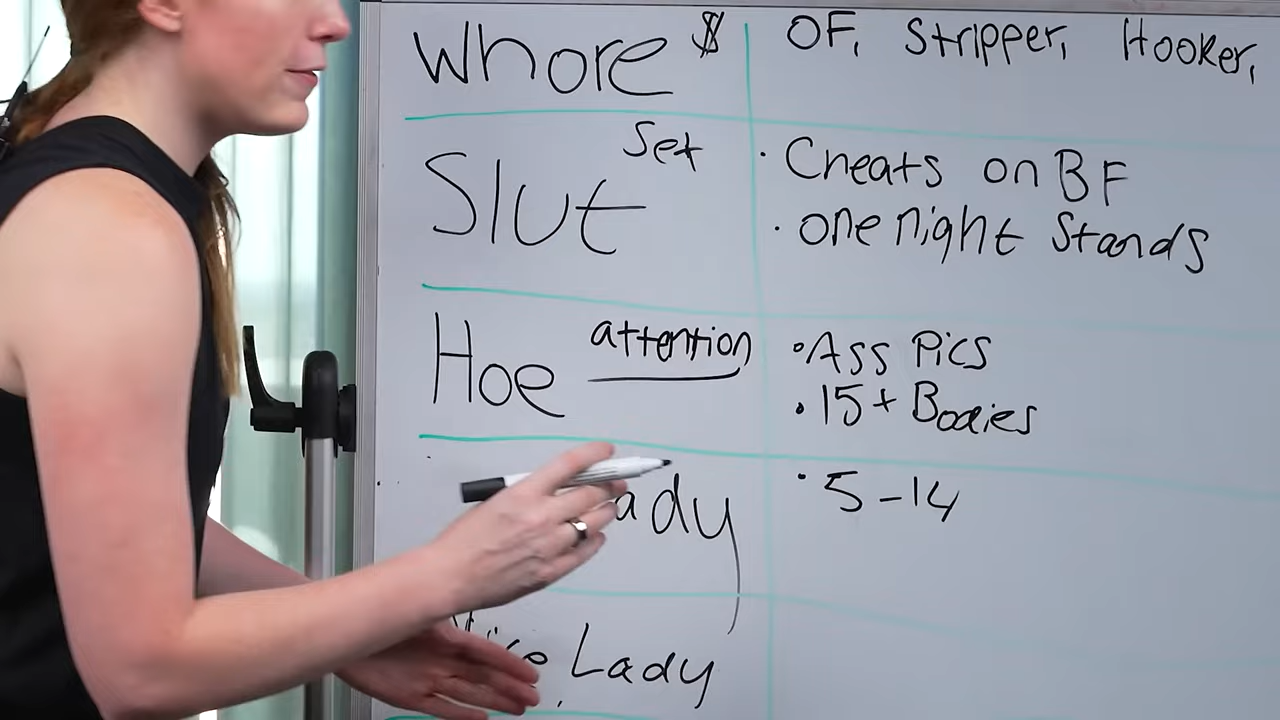 Whore $ OF, Stripper, Hooker,
Slut Sex · Cheats on BF
· one night Stands
Hoe attention · Ass Pics
· 15+ Bodies
ady · 5-14
Lady